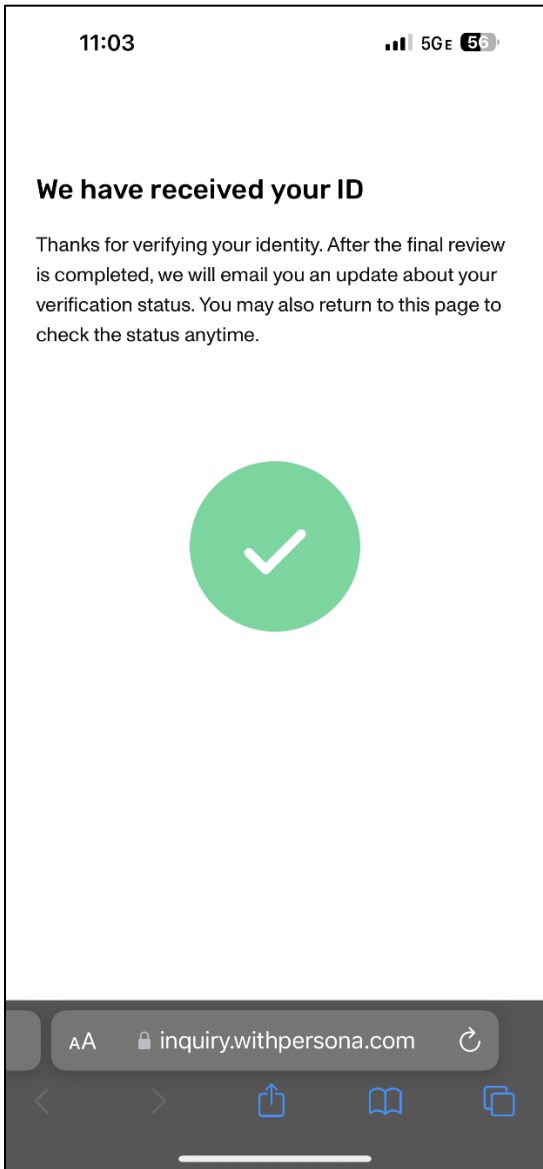 11:03 5GE 56
We have received your ID
Thanks for verifying your identity. After the final review
is completed, we will email you an update about your
verification status. You may also return to this page to
check the status anytime.
AA inquiry.withpersona.com